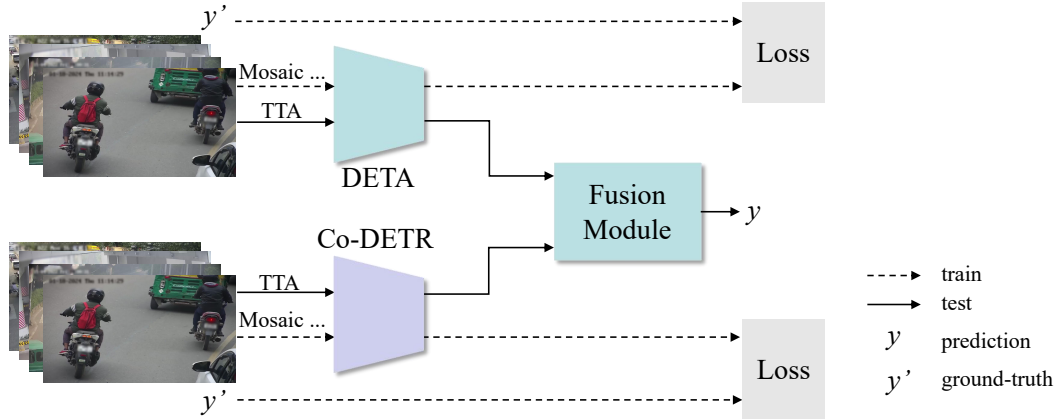 y'
Loss
Mosaic ...
TTA
DETA
Fusion
Module
y
Co-DETR
TTA
Mosaic ...
Loss
y'
train
test
y prediction
y' ground-truth